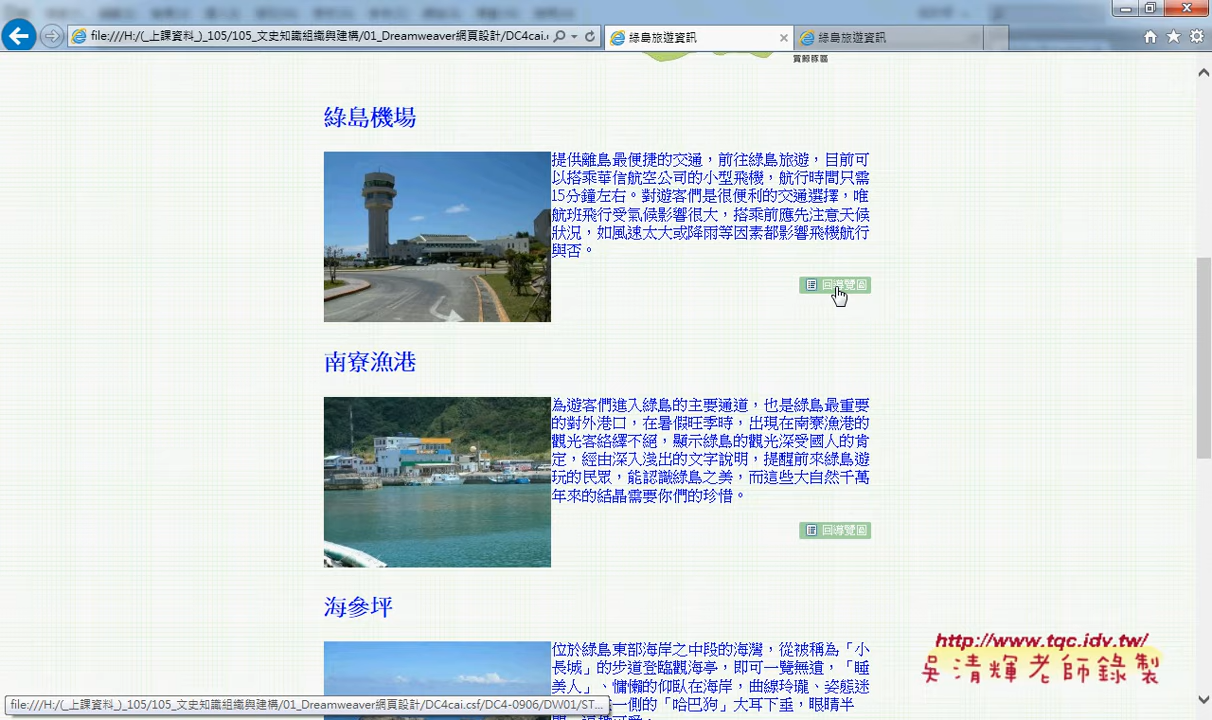 file:///H:/(_上課資料_)_105/105_文史知識組織與建構/01_Dreamweaver網頁設計/DC4cai.c
綠島旅遊資訊
綠島旅遊資訊
賞鯨豚區
綠島機場
提供離島最便捷的交通，前往綠島旅遊，目前可
以搭乘華信航空公司的小型飛機，航行時間只需
15分鐘左右。對遊客們是很便利的交通選擇，唯
航班飛行受氣候影響很大，搭乘前應先注意天候
狀況，如風速太大或降雨等因素都影響飛機航行
與否。
回導覽圖
南寮漁港
為遊客們進入綠島的主要通道，也是綠島最重要
的對外港口，在暑假旺季時，出現在南寮漁港的
觀光客絡繹不絕，顯示綠島的觀光深受國人的肯
定，經由深入淺出的文字說明，提醒前來綠島遊
玩的民眾，能認識綠島之美，而這些大自然千萬
年來的結晶需要你們的珍惜。
回導覽圖
海參坪
位於綠島東部海岸之中段的海灣，從被稱為「小
長城」的步道登臨觀海亭，即可一覽無遺，「睡
美人」、慵懶的仰臥在海岸，曲線玲瓏、姿態迷
一側的「哈巴狗」大耳下垂，眼睛半
http://www.tqc.idv.tw/
吳清輝老師錄製
file:///H:/(_上課資料_)_105/105_文史知識組織與建構/01_Dreamweaver網頁設計/DC4cai.csf/DC4-0906/DW01/ST...